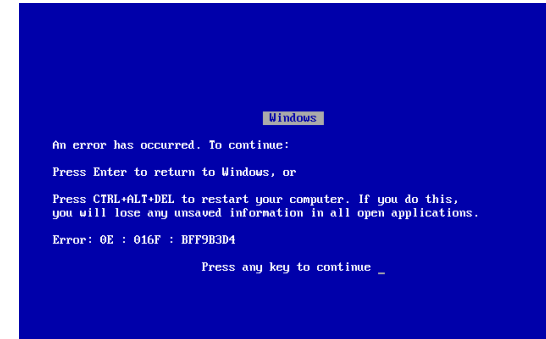 Windows
An error has occurred. To continue:
Press Enter to return to Windows, or
Press CTRL+ALT+DEL to restart your computer. If you do this,
you will lose any unsaved information in all open applications.
Error: 0E : 016F : BFF9B3D4
Press any key to continue _